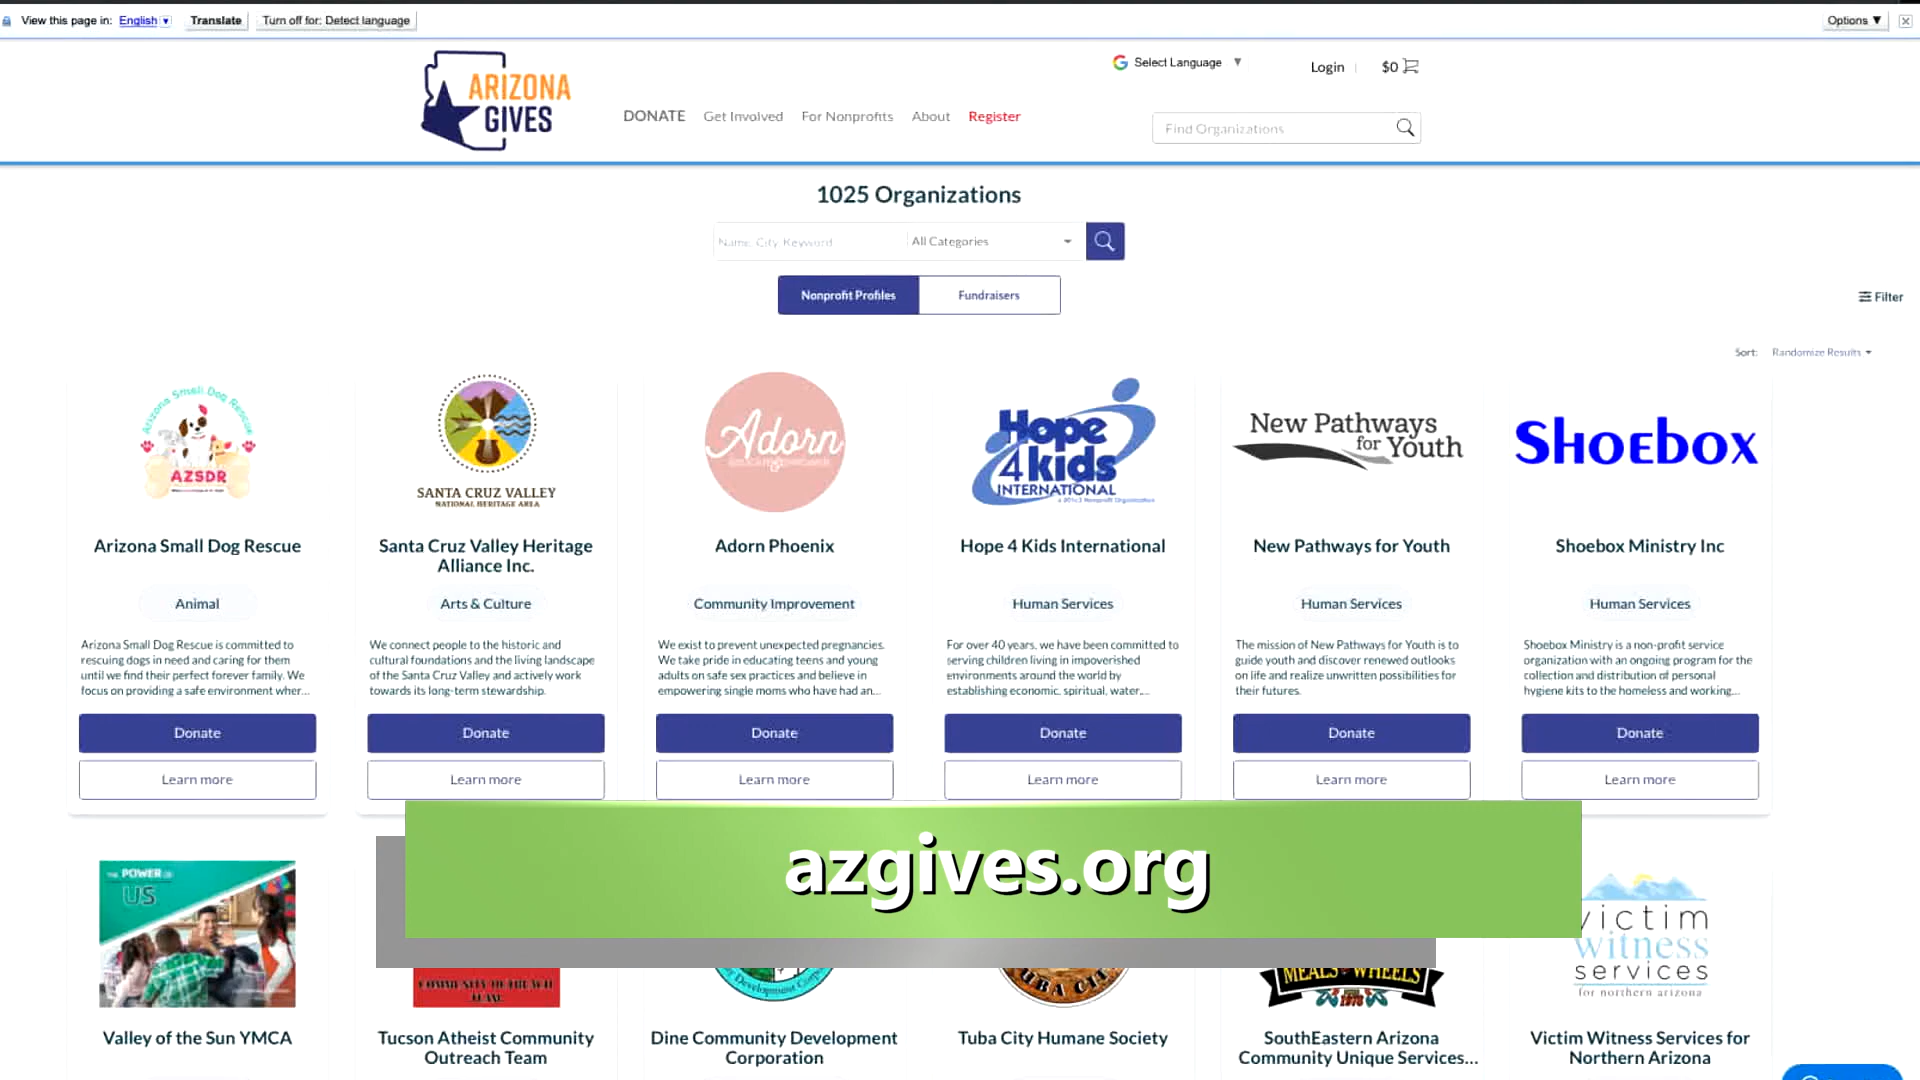 View this page in: English ▼ Translate Turn off for: Detect language Options ▼
ARIZONA
GIVES
Select Language ▼
Login
$0
DONATE Get Involved For Nonprofits About Register
Find Organizations
1025 Organizations
Name, City, Keyword
All Categories
Nonprofit Profiles Fundraisers
Filter
Sort: Randomize Results
Arizona Small Dog Rescue
AZSDR
SANTA CRUZ VALLEY
NATIONAL HERITAGE AREA
Adorn
Hope
4 kids
INTERNATIONAL
a 501c3 Nonprofit Organization
New Pathways
for Youth
Shoebox
Arizona Small Dog Rescue
Animal
Arizona Small Dog Rescue is committed to
rescuing dogs in need and caring for them
until we find their perfect forever family. We
focus on providing a safe environment wher...
Donate
Learn more
Santa Cruz Valley Heritage
Alliance Inc.
Arts & Culture
We connect people to the historic and
cultural foundations and the living landscape
of the Santa Cruz Valley and actively work
towards its long-term stewardship.
Donate
Learn more
Adorn Phoenix
Community Improvement
We exist to prevent unexpected pregnancies.
We take pride in educating teens and young
adults on safe sex practices and believe in
empowering single moms who have had an...
Donate
Learn more
Hope 4 Kids International
Human Services
For over 40 years, we have been committed to
serving children living in impoverished
environments around the world by
establishing economic, spiritual, water,...
Donate
Learn more
New Pathways for Youth
Human Services
The mission of New Pathways for Youth is to
guide youth and discover renewed outlooks
on life and realize unwritten possibilities for
their futures.
Donate
Learn more
Shoebox Ministry Inc
Human Services
Shoebox Ministry is a non-profit service
organization with an ongoing program for the
collection and distribution of personal
hygiene kits to the homeless and working...
Donate
Learn more
azgives.org
THE POWER OF
US
COMMUNITY OUTREACH
TEAM
Development Corpo
TUBA CITY
MEALS WHEELS
victim
witness
services
for northern arizona
Valley of the Sun YMCA
Tucson Atheist Community
Outreach Team
Dine Community Development
Corporation
Tuba City Humane Society
SouthEastern Arizona
Community Unique Services...
Victim Witness Services for
Northern Arizona